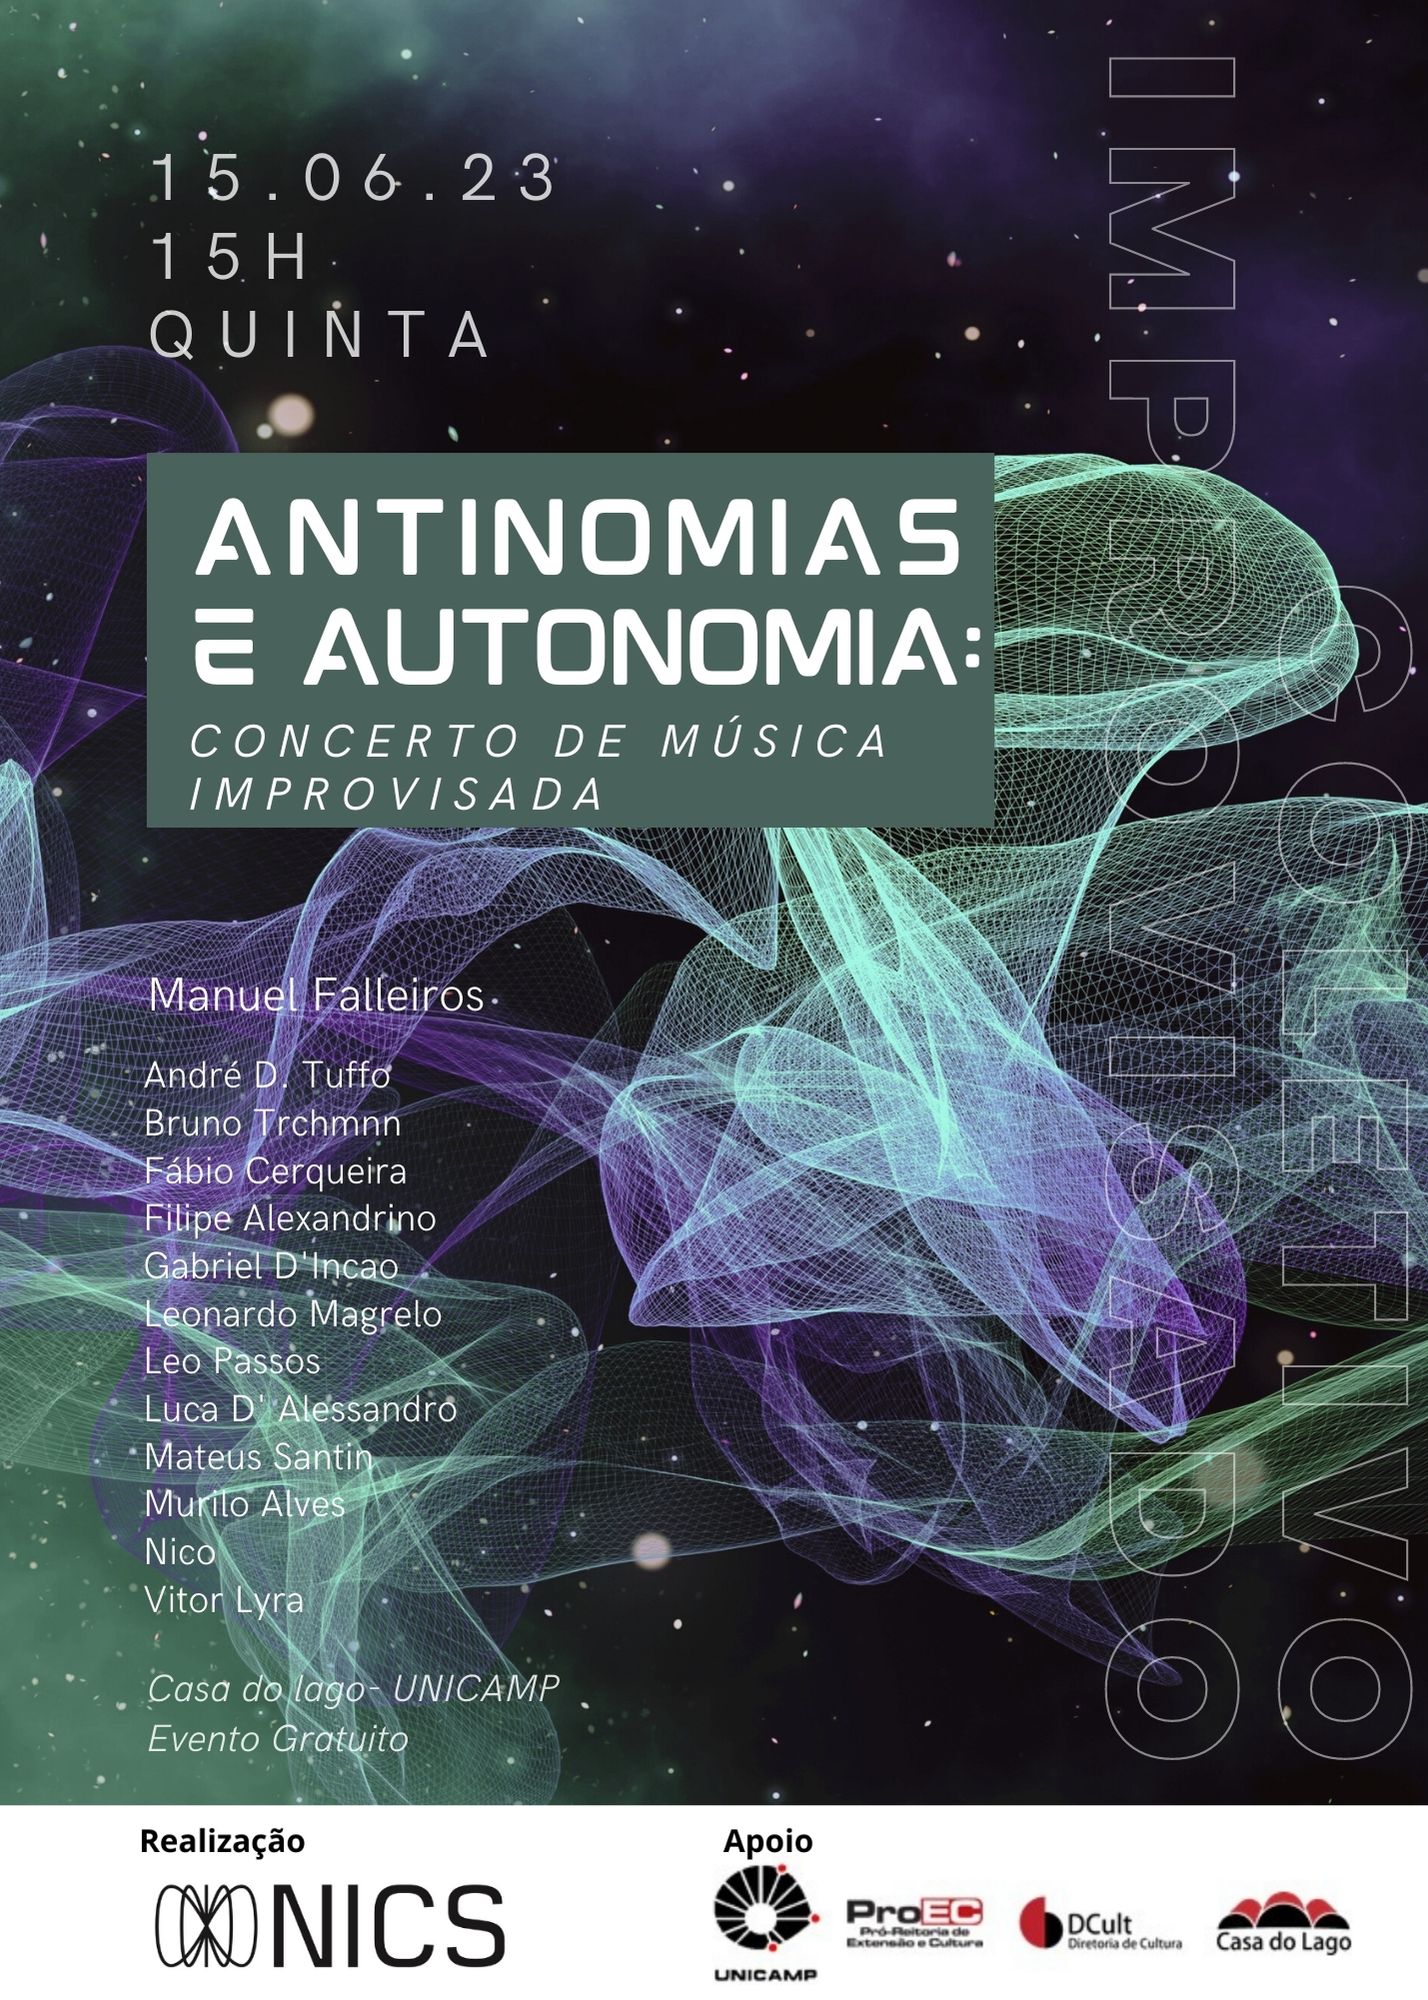 15.06.23
15H
QUINTA
ANTINOMIAS
E AUTONOMIA:
CONCERTO DE MÚSICA
IMPROVISADA
Manuel Falleiros
André D. Tuffo
Bruno Trchmnn
Fábio Cerqueira
Filipe Alexandrino
Gabriel D'Incao
Leonardo Magrelo
Leo Passos
Luca D' Alessandro
Mateus Santin
Murilo Alves
Nico
Vitor Lyra
Casa do lago- UNICAMP
Evento Gratuito
COLETIVO
IMPROVISADO
Realização
NICS
Apoio
UNICAMP
ProEC
Pró-Reitoria de
Extensão e Cultura
DCult
Diretoria de Cultura
Casa do Lago